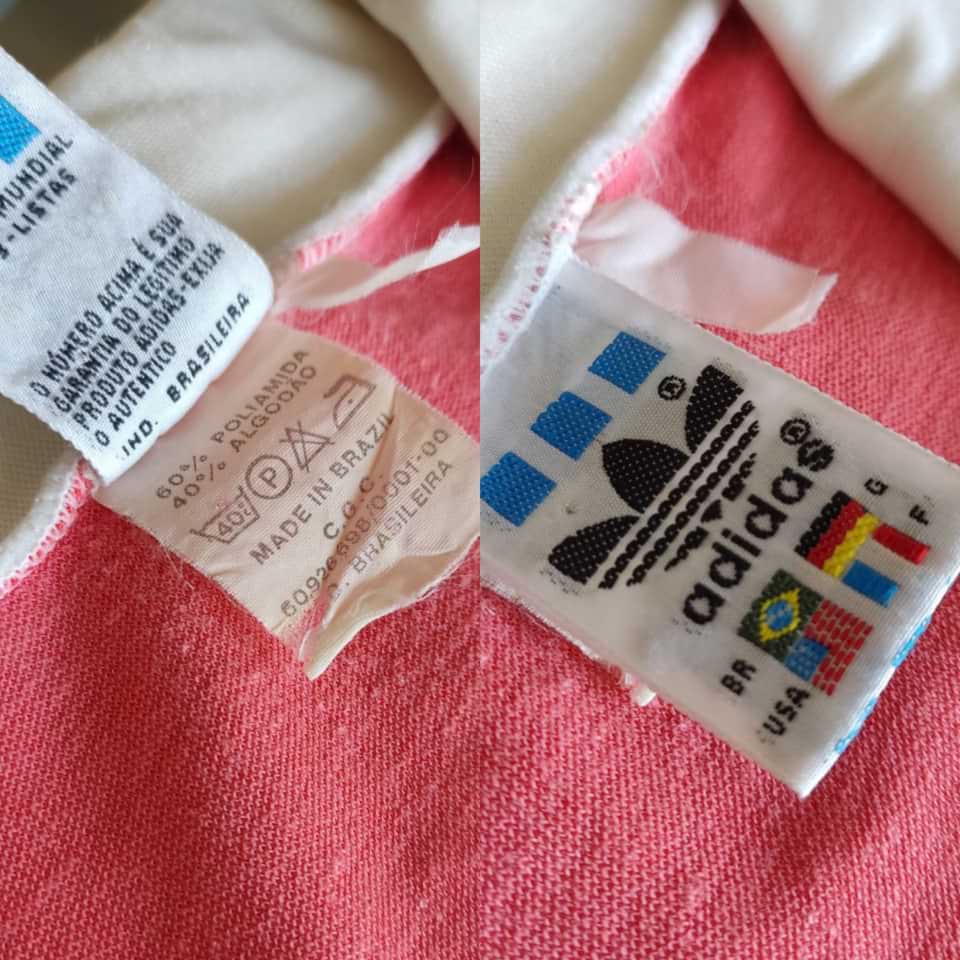 MUNDIAL
-LISTAS
O NÚMERO ACIMA É SUA
GARANTIA DO LEGÍTIMO
PRODUTO ADIDAS-EXIJA
O AUTÊNTICO
IND. BRASILEIRA
60% POLIAMIDA
40% ALGODÃO
40° P
MADE IN BRAZIL
C.G.C.
BRASILEIRA
®
adidas®
G
F
BR
USA